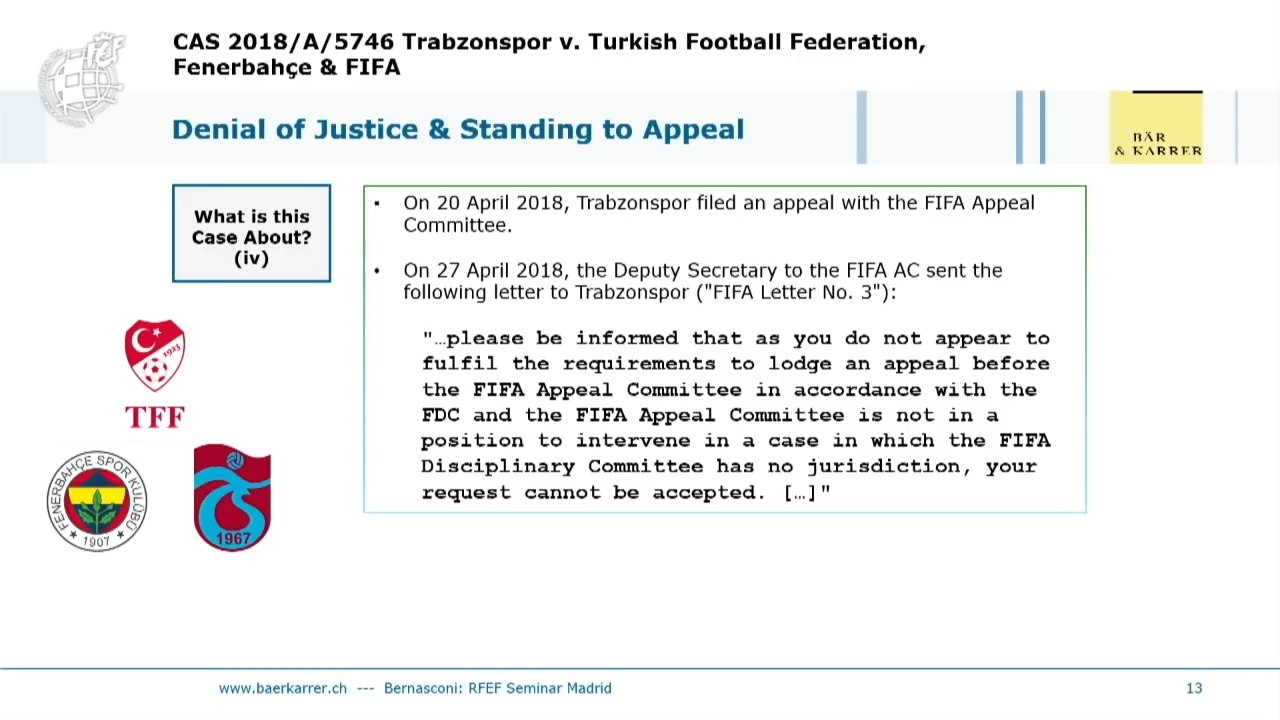 CAS 2018/A/5746 Trabzonspor v. Turkish Football Federation,
Fenerbahçe & FIFA
Denial of Justice & Standing to Appeal
BÄR
& KARRER
What is this
Case About?
(iv)
• On 20 April 2018, Trabzonspor filed an appeal with the FIFA Appeal
Committee.
• On 27 April 2018, the Deputy Secretary to the FIFA AC sent the
following letter to Trabzonspor ("FIFA Letter No. 3"):
"…please be informed that as you do not appear to
fulfil the requirements to lodge an appeal before
the FIFA Appeal Committee in accordance with the
FDC and the FIFA Appeal Committee is not in a
position to intervene in a case in which the FIFA
Disciplinary Committee has no jurisdiction, your
request cannot be accepted. […]"
1923
TFF
FENERBAHÇE SPOR KULÜBÜ
★ 1907 ★
1967
www.baerkarrer.ch --- Bernasconi: RFEF Seminar Madrid
13